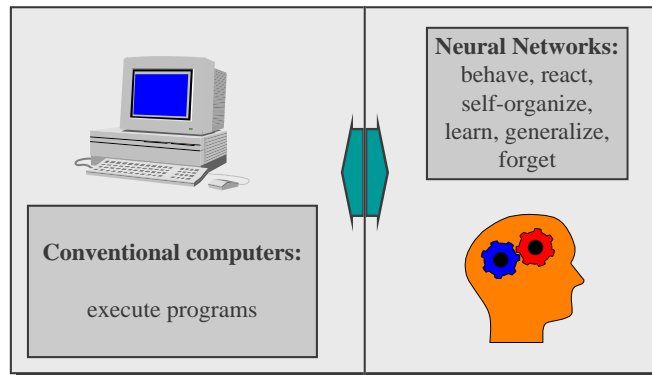 Conventional computers:
execute programs
Neural Networks:
behave, react,
self-organize,
learn, generalize,
forget